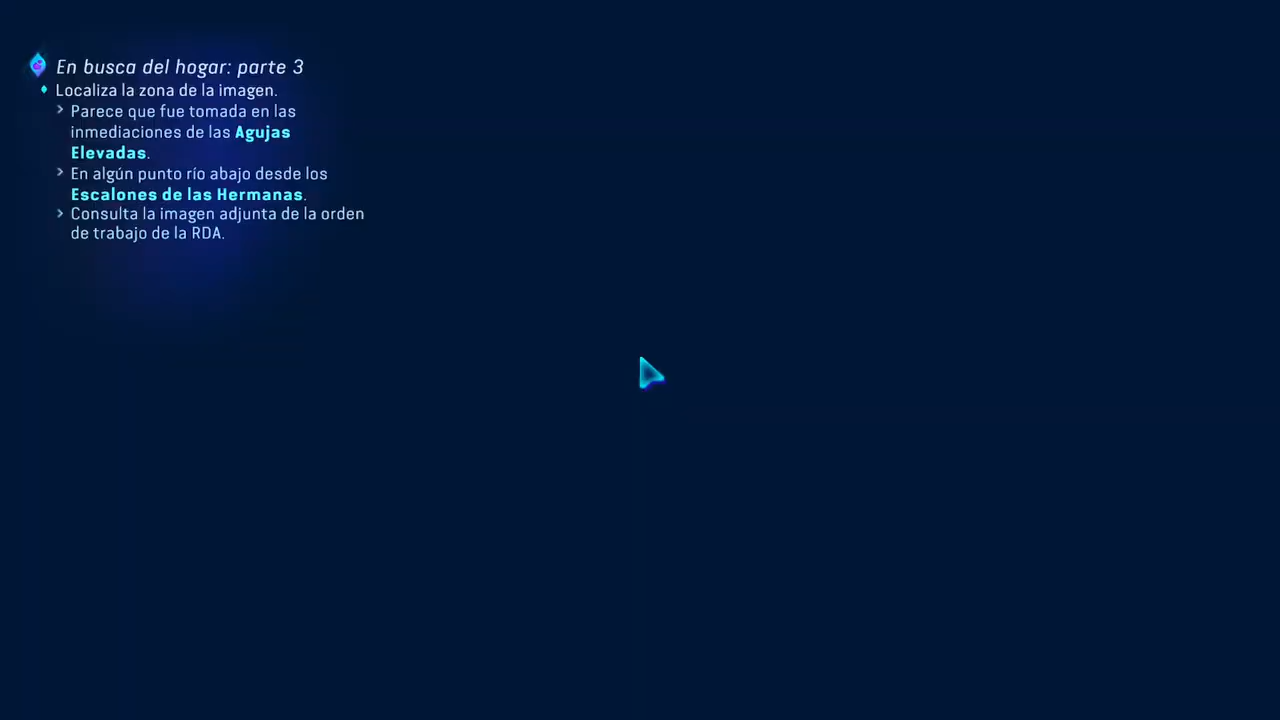 En busca del hogar: parte 3
Localiza la zona de la imagen.
Parece que fue tomada en las
inmediaciones de las Agujas
Elevadas.
En algún punto río abajo desde los
Escalones de las Hermanas.
Consulta la imagen adjunta de la orden
de trabajo de la RDA.